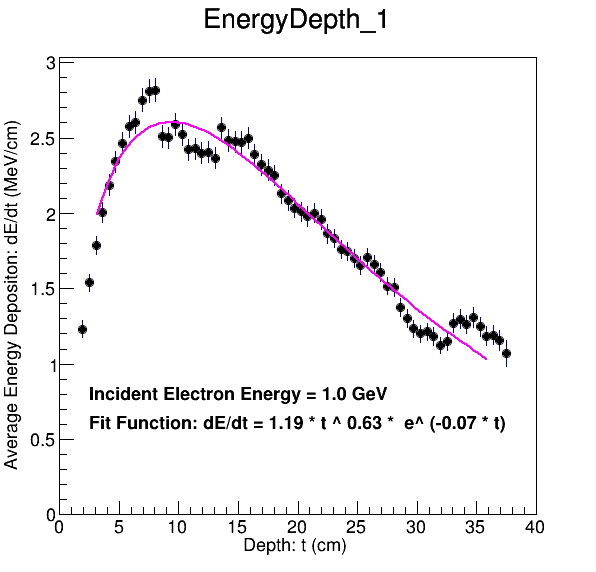 EnergyDepth_1
Average Energy Depositon: dE/dt (MeV/cm)
3
2.5
2
1.5
1
0.5
0
Incident Electron Energy = 1.0 GeV
Fit Function: dE/dt = 1.19 * t ^ 0.63 *  e^ (-0.07 * t)
0 5 10 15 20 25 30 35 40
Depth: t (cm)